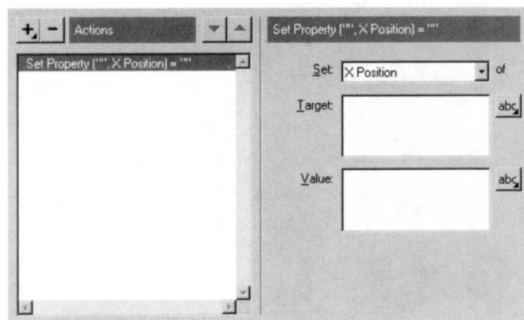 + - Actions
Set Property ("", X Position) = ""
Set Property ("", X Position) = ""
Set: X Position of
Target: abc
Value: abc